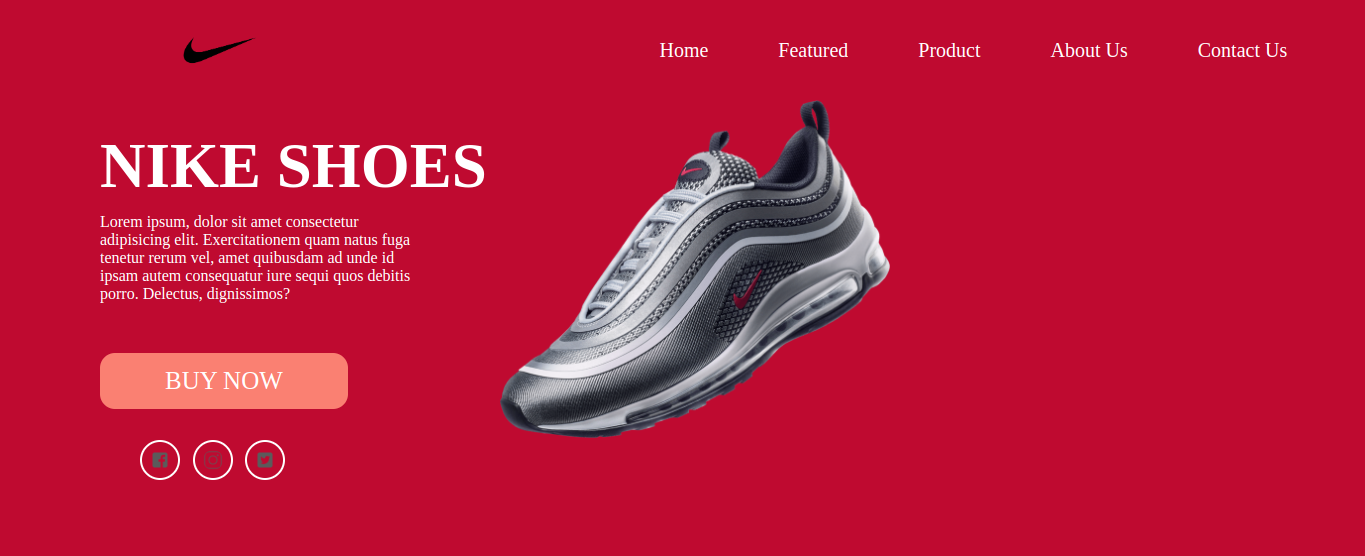 Home Featured Product About Us Contact Us
NIKE SHOES
Lorem ipsum, dolor sit amet consectetur
adipisicing elit. Exercitationem quam natus fuga
tenetur rerum vel, amet quibusdam ad unde id
ipsam autem consequatur iure sequi quos debitis
porro. Delectus, dignissimos?
BUY NOW